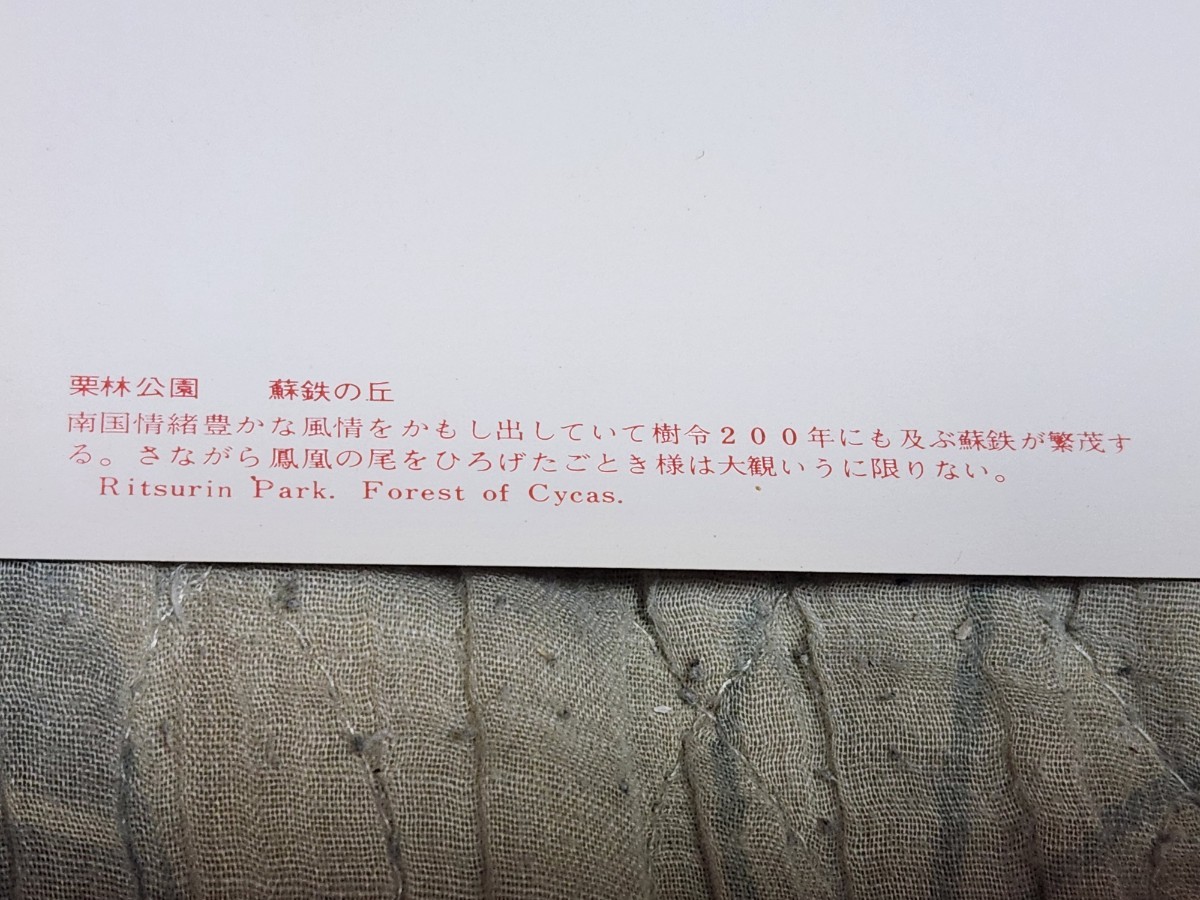 栗林公園　　蘇鉄の丘
南国情緒豊かな風情をかもし出していて樹令２００年にも及ぶ蘇鉄が繁茂す
る。さながら鳳凰の尾をひろげたごとき様は大観いうに限りない。
Ritsurin Park. Forest of Cycas.